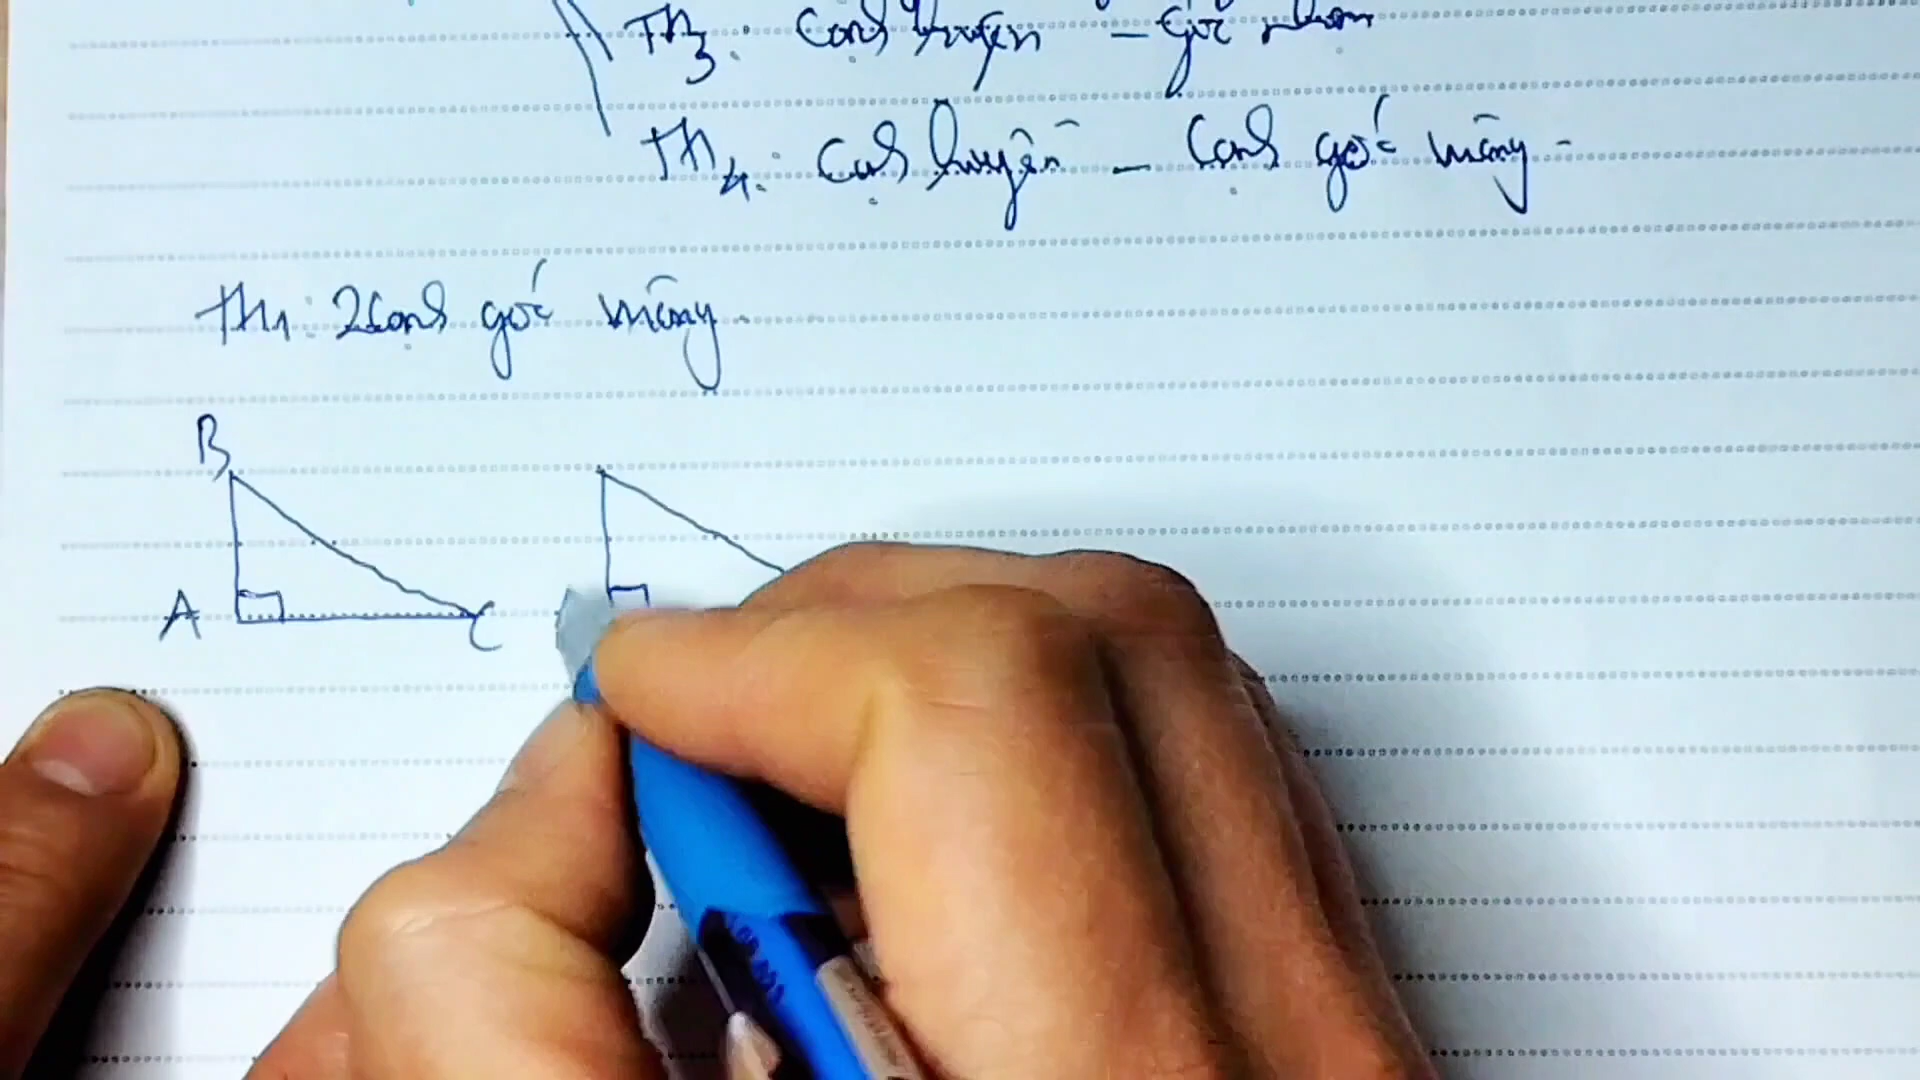 TH3: Cạnh huyền - góc nhọn
TH4: Cạnh huyền - Cạnh góc vuông.
TH1: 2 Cạnh góc vuông.
B
A
C